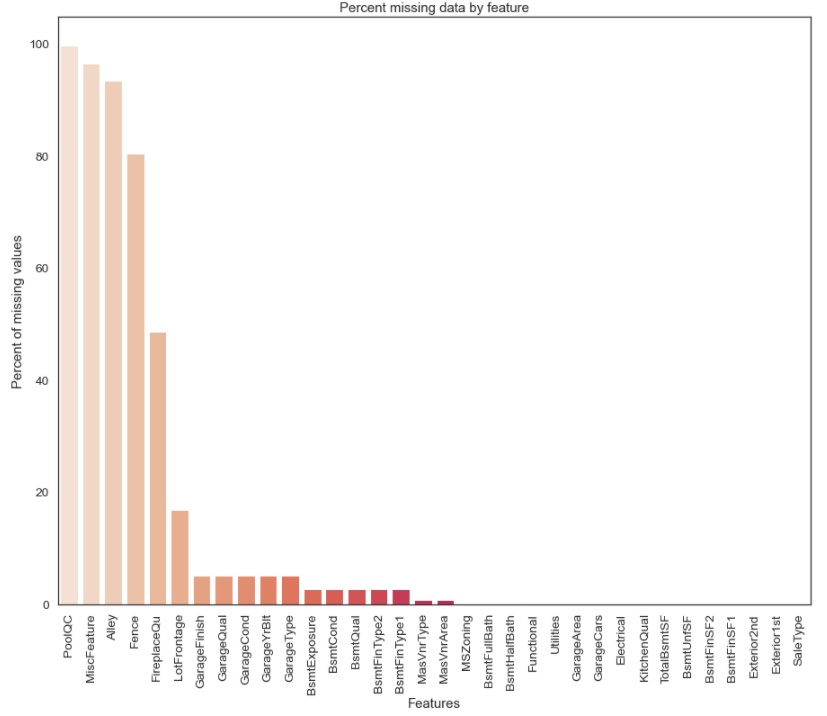 Percent missing data by feature
Percent of missing values
100
80
60
40
20
0
PoolQC
MiscFeature
Alley
Fence
FireplaceQu
LotFrontage
GarageFinish
GarageQual
GarageCond
GarageYrBlt
GarageType
BsmtExposure
BsmtCond
BsmtQual
BsmtFinType2
BsmtFinType1
MasVnrType
MasVnrArea
MSZoning
BsmtFullBath
BsmtHalfBath
Functional
Utilities
GarageArea
GarageCars
Electrical
KitchenQual
TotalBsmtSF
BsmtUnfSF
BsmtFinSF2
BsmtFinSF1
Exterior2nd
Exterior1st
SaleType
Features